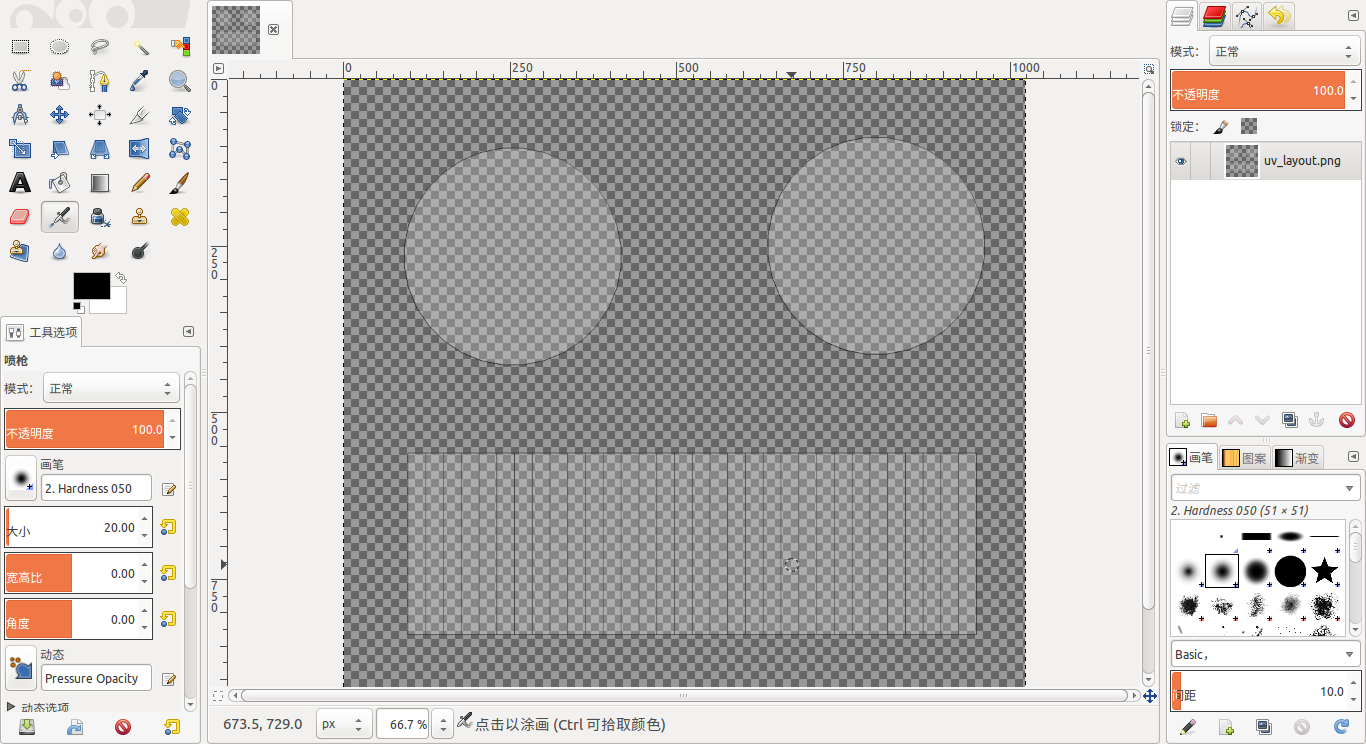 工具选项
喷枪
模式：
正常
不透明度
100.0
画笔
2. Hardness 050
大小
20.00
宽高比
0.00
角度
0.00
动态
Pressure Opacity
动态选项
0
250
500
750
1000
0
250
500
750
673.5, 729.0
px
66.7 %
点击以涂画 (Ctrl 可拾取颜色)
模式：
正常
不透明度
100.0
锁定：
uv_layout.png
画笔
图案
渐变
过滤
2. Hardness 050 (51 × 51)
Basic,
间距
10.0